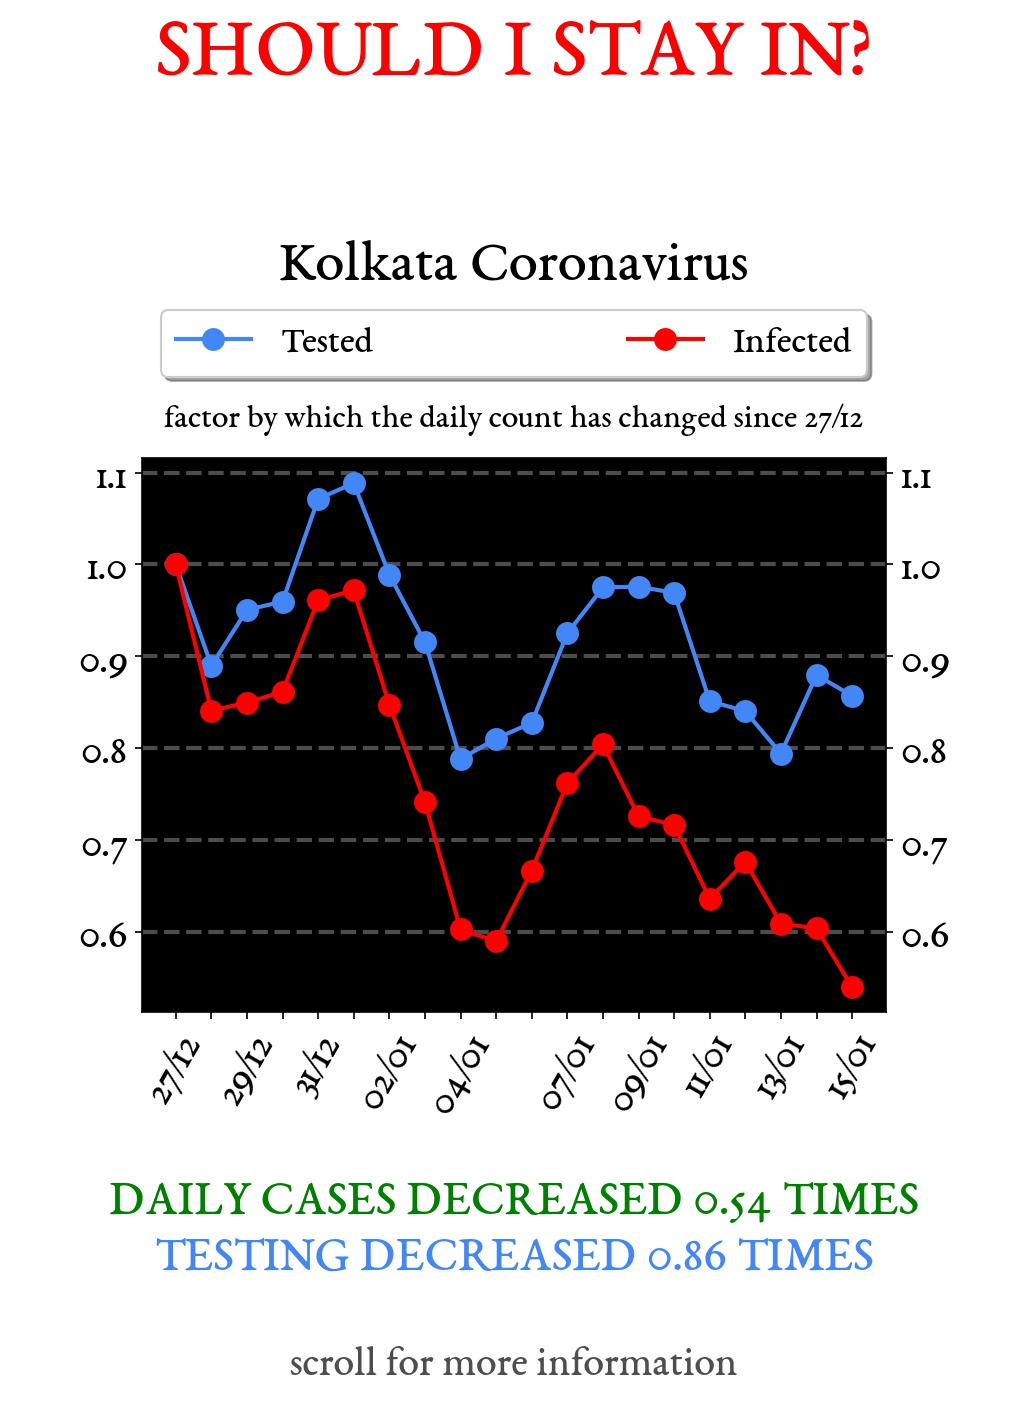 SHOULD I STAY IN?
Kolkata Coronavirus
Tested Infected
factor by which the daily count has changed since 27/12
1.1 1.1
1.0 1.0
0.9 0.9
0.8 0.8
0.7 0.7
0.6 0.6
27/12 29/12 31/12 02/01 04/01 07/01 09/01 11/01 13/01 15/01
DAILY CASES DECREASED 0.54 TIMES
TESTING DECREASED 0.86 TIMES
scroll for more information